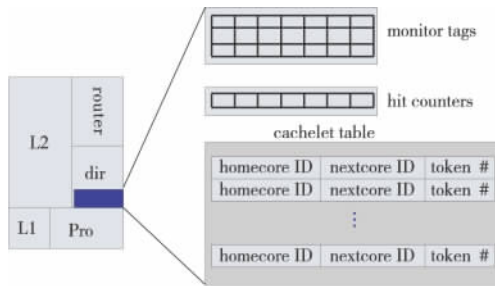 monitor tags
hit counters
cachelet table
L2
router
dir
L1 Pro
homecore ID nextcore ID token #
homecore ID nextcore ID token #
homecore ID nextcore ID token #